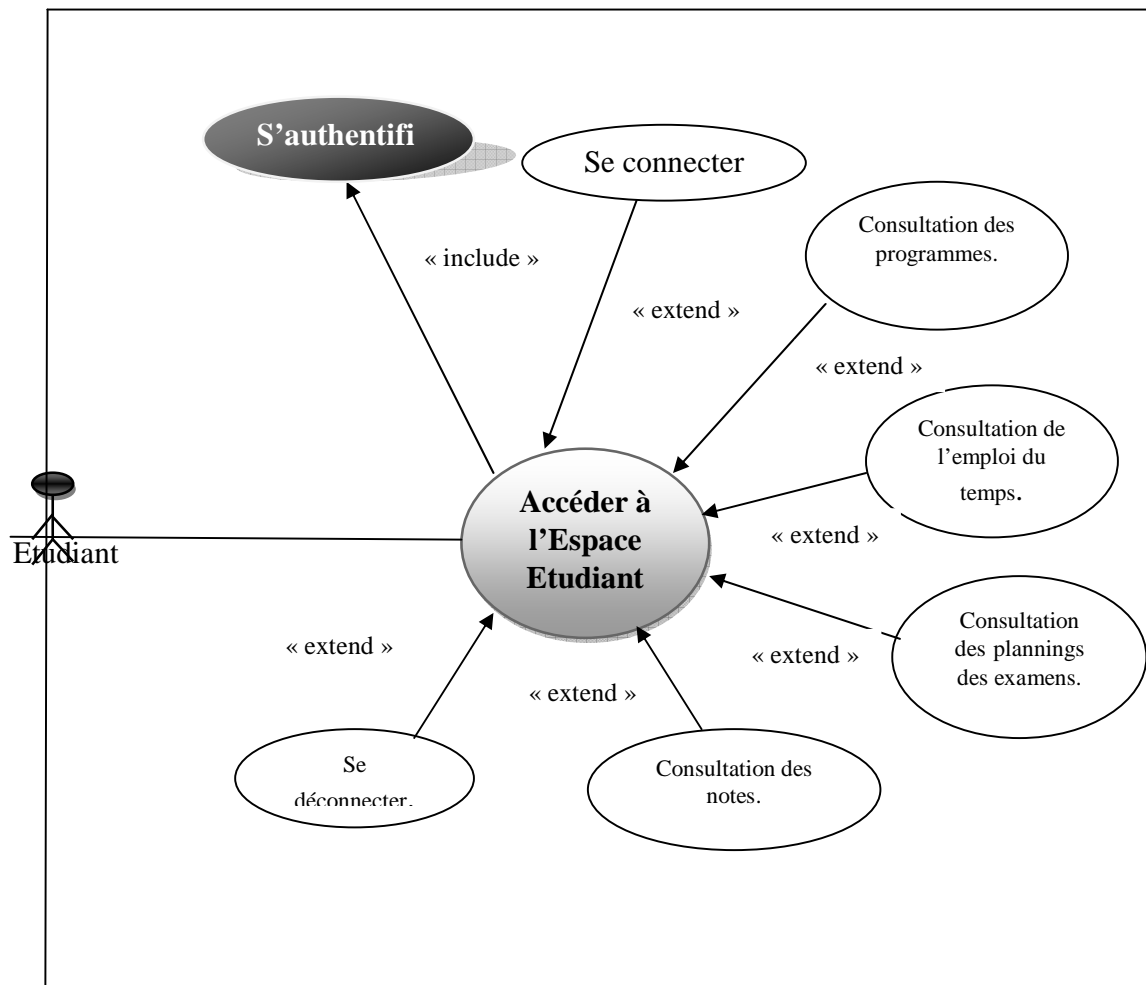 S’authentifi
Se connecter
Consultation des
programmes.
« include »
« extend »
« extend »
Consultation de
l’emploi du
temps.
Accéder à
l’Espace
Etudiant
Etudiant
« extend »
Consultation
des plannings
des examens.
« extend »
« extend »
« extend »
Se
déconnecter.
Consultation des
notes.